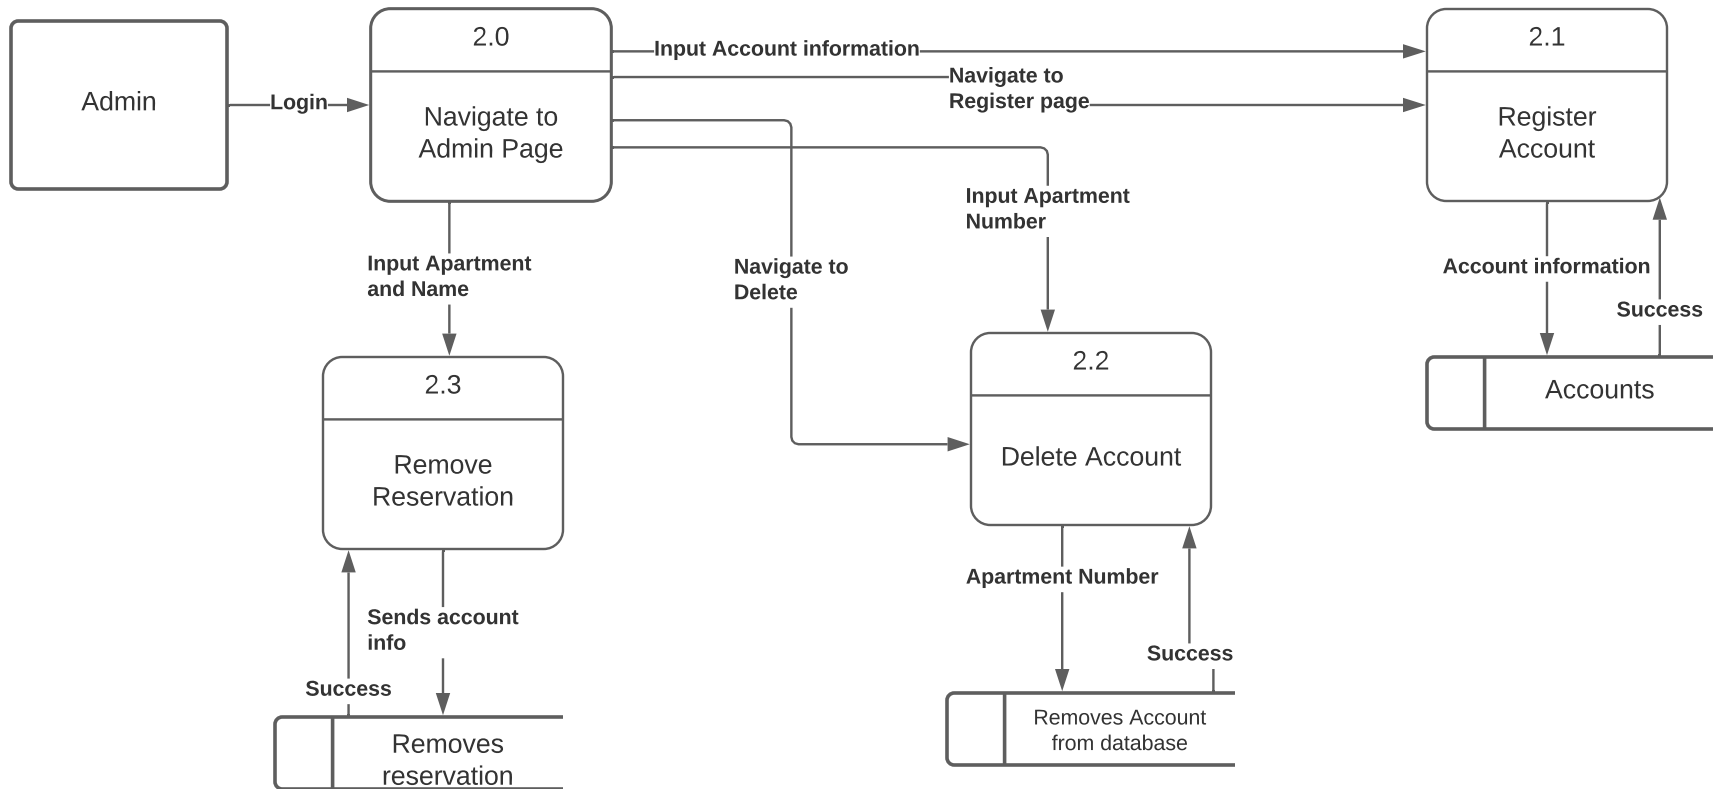 2.0
2.1
Admin
Login
Navigate to
Admin Page
Input Account information
Navigate to
Register page
Register
Account
Input Apartment
Number
Input Apartment
and Name
Navigate to
Delete
Account information
Success
2.3
Remove
Reservation
2.2
Delete Account
Accounts
Sends account
info
Success
Apartment Number
Success
Removes
reservation
Removes Account
from database